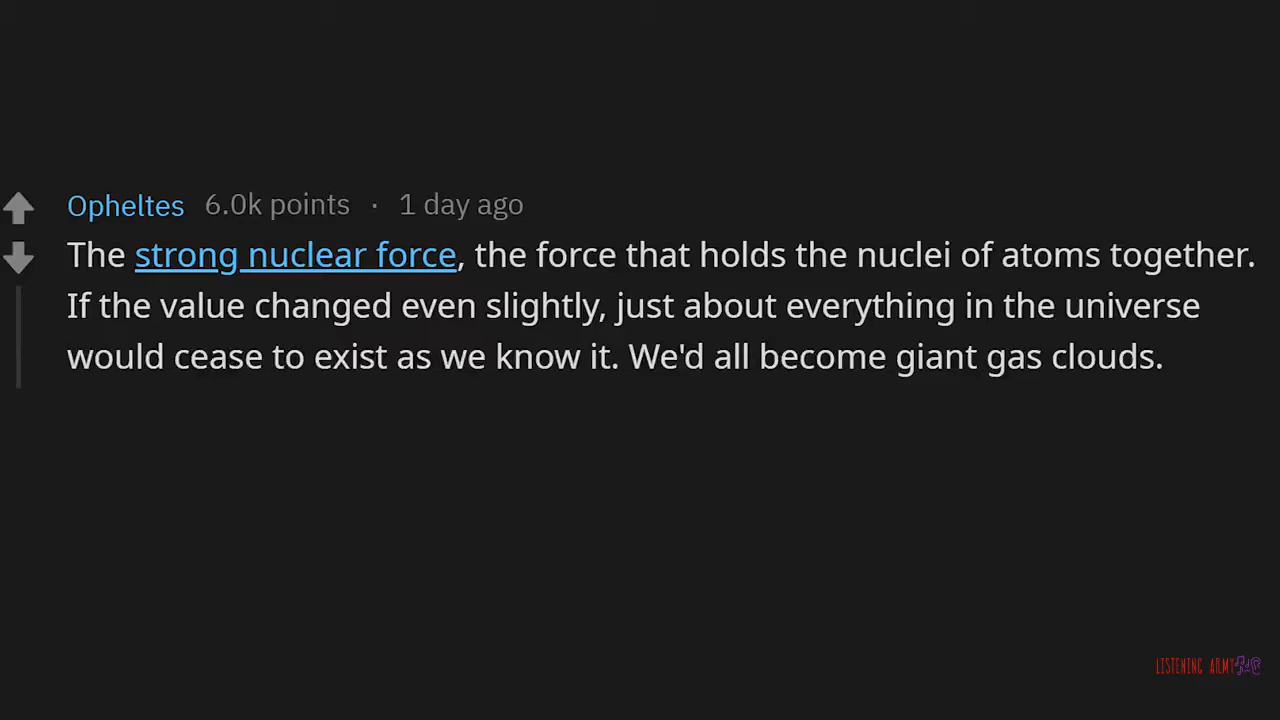 Opheltes 6.0k points · 1 day ago
The strong nuclear force, the force that holds the nuclei of atoms together.
If the value changed even slightly, just about everything in the universe
would cease to exist as we know it. We'd all become giant gas clouds.
LISTENING ARMY